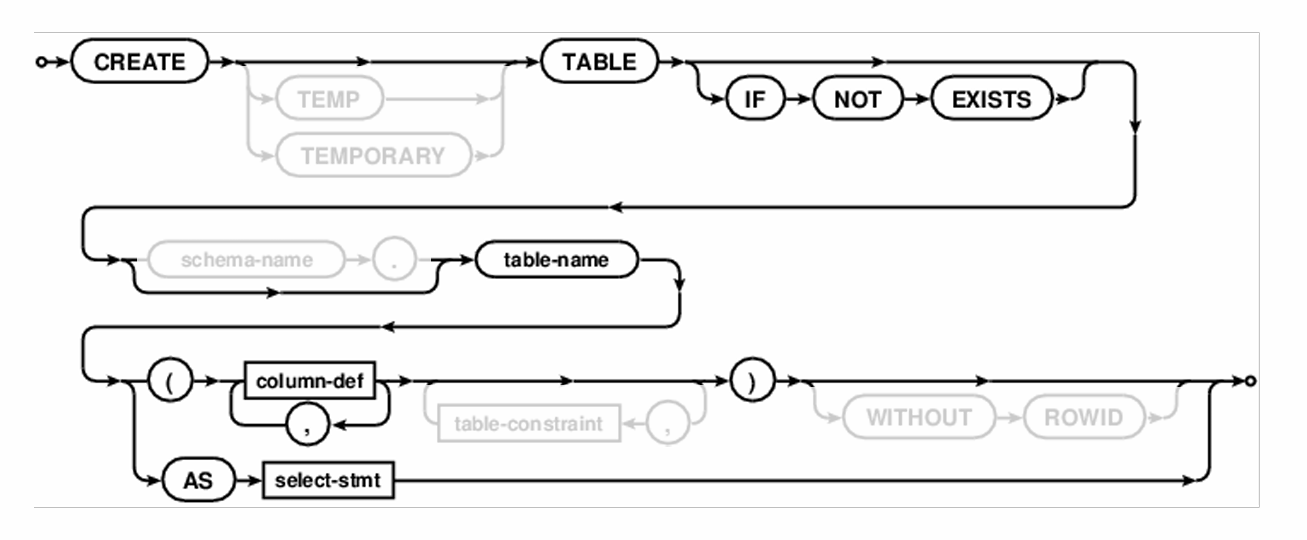 CREATE TABLE
TEMP IF NOT EXISTS
TEMPORARY
schema-name . table-name
( column-def )
, table-constraint , WITHOUT ROWID
AS select-stmt